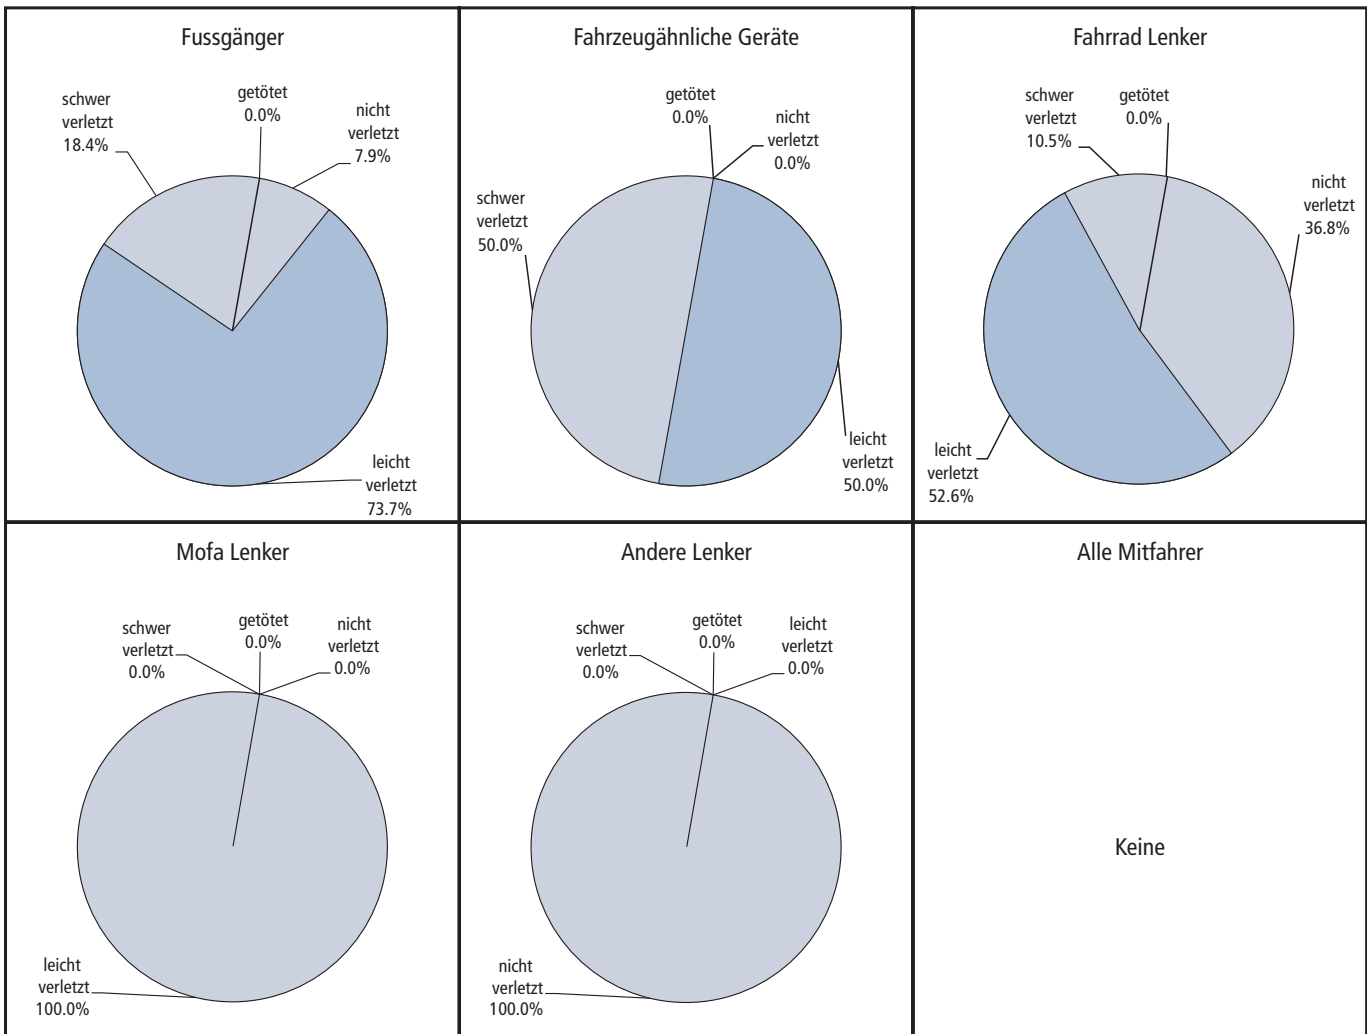 Fussgänger
schwer
verletzt
18.4%
getötet
0.0%
nicht
verletzt
7.9%
leicht
verletzt
73.7%
Fahrzeugähnliche Geräte
getötet
0.0%
nicht
verletzt
0.0%
schwer
verletzt
50.0%
leicht
verletzt
50.0%
Fahrrad Lenker
schwer
verletzt
10.5%
getötet
0.0%
nicht
verletzt
36.8%
leicht
verletzt
52.6%
Mofa Lenker
schwer
verletzt
0.0%
getötet
0.0%
nicht
verletzt
0.0%
leicht
verletzt
100.0%
Andere Lenker
schwer
verletzt
0.0%
getötet
0.0%
leicht
verletzt
0.0%
nicht
verletzt
100.0%
Alle Mitfahrer
Keine